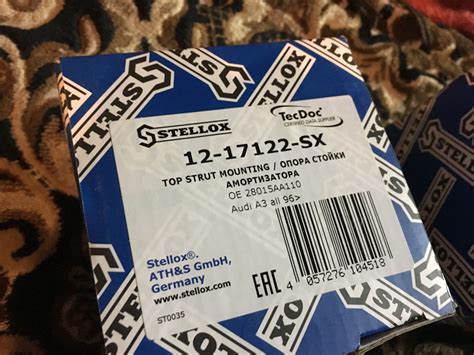 STELLOX
STELLOX
TecDoc
CERTIFIED DATA SUPPLIER
12-17122-SX
TOP STRUT MOUNTING / ОПОРА СТОЙКИ
АМОРТИЗАТОРА
OE 28015AA110
Audi A3 all 96>
Stellox®.
ATH&S GmbH,
Germany
www.stellox.com
EAC
4 057276 104518
ST0035